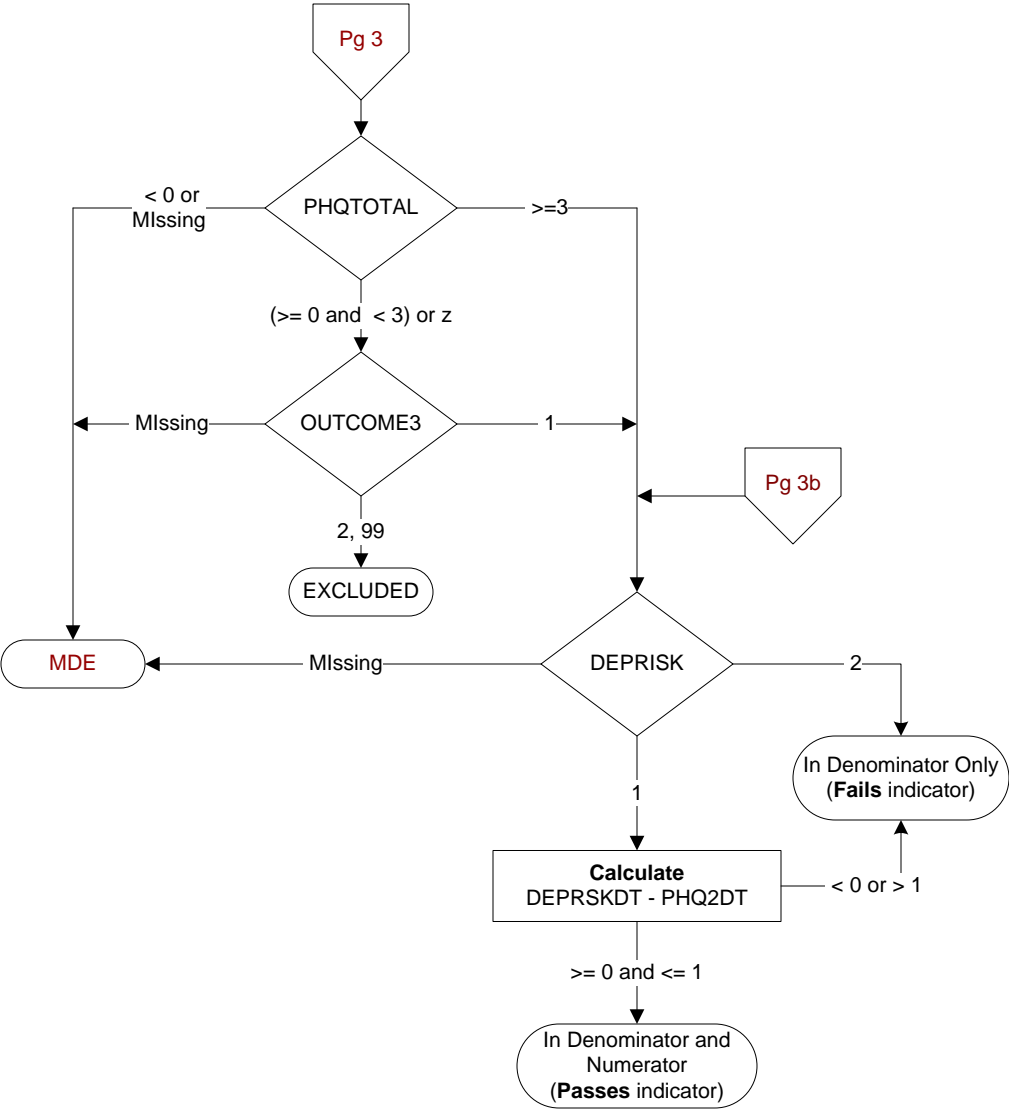 Pg 3
< 0 or
MIssing
PHQTOTAL
>=3
(>= 0 and  < 3) or z
MIssing
OUTCOME3
1
Pg 3b
2, 99
EXCLUDED
MDE
MIssing
DEPRISK
2
In Denominator Only
(Fails indicator)
1
Calculate
DEPRSKDT - PHQ2DT
< 0 or > 1
>= 0 and <= 1
In Denominator and
Numerator
(Passes indicator)